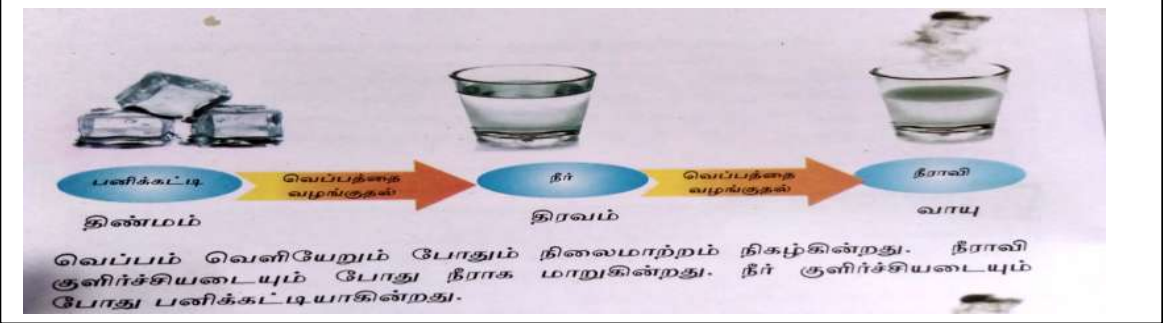 பனிக்கட்டி
வெப்பத்தை
வழங்குதல்
நீர்
வெப்பத்தை
வழங்குதல்
நீராவி
திண்மம்
திரவம்
வாயு
வெப்பம் வெளியேறும் போதும் நிலைமாற்றம் நிகழ்கின்றது. நீராவி
குளிர்ச்சியடையும் போது நீராக மாறுகின்றது. நீர் குளிர்ச்சியடையும்
போது பனிக்கட்டியாகின்றது.